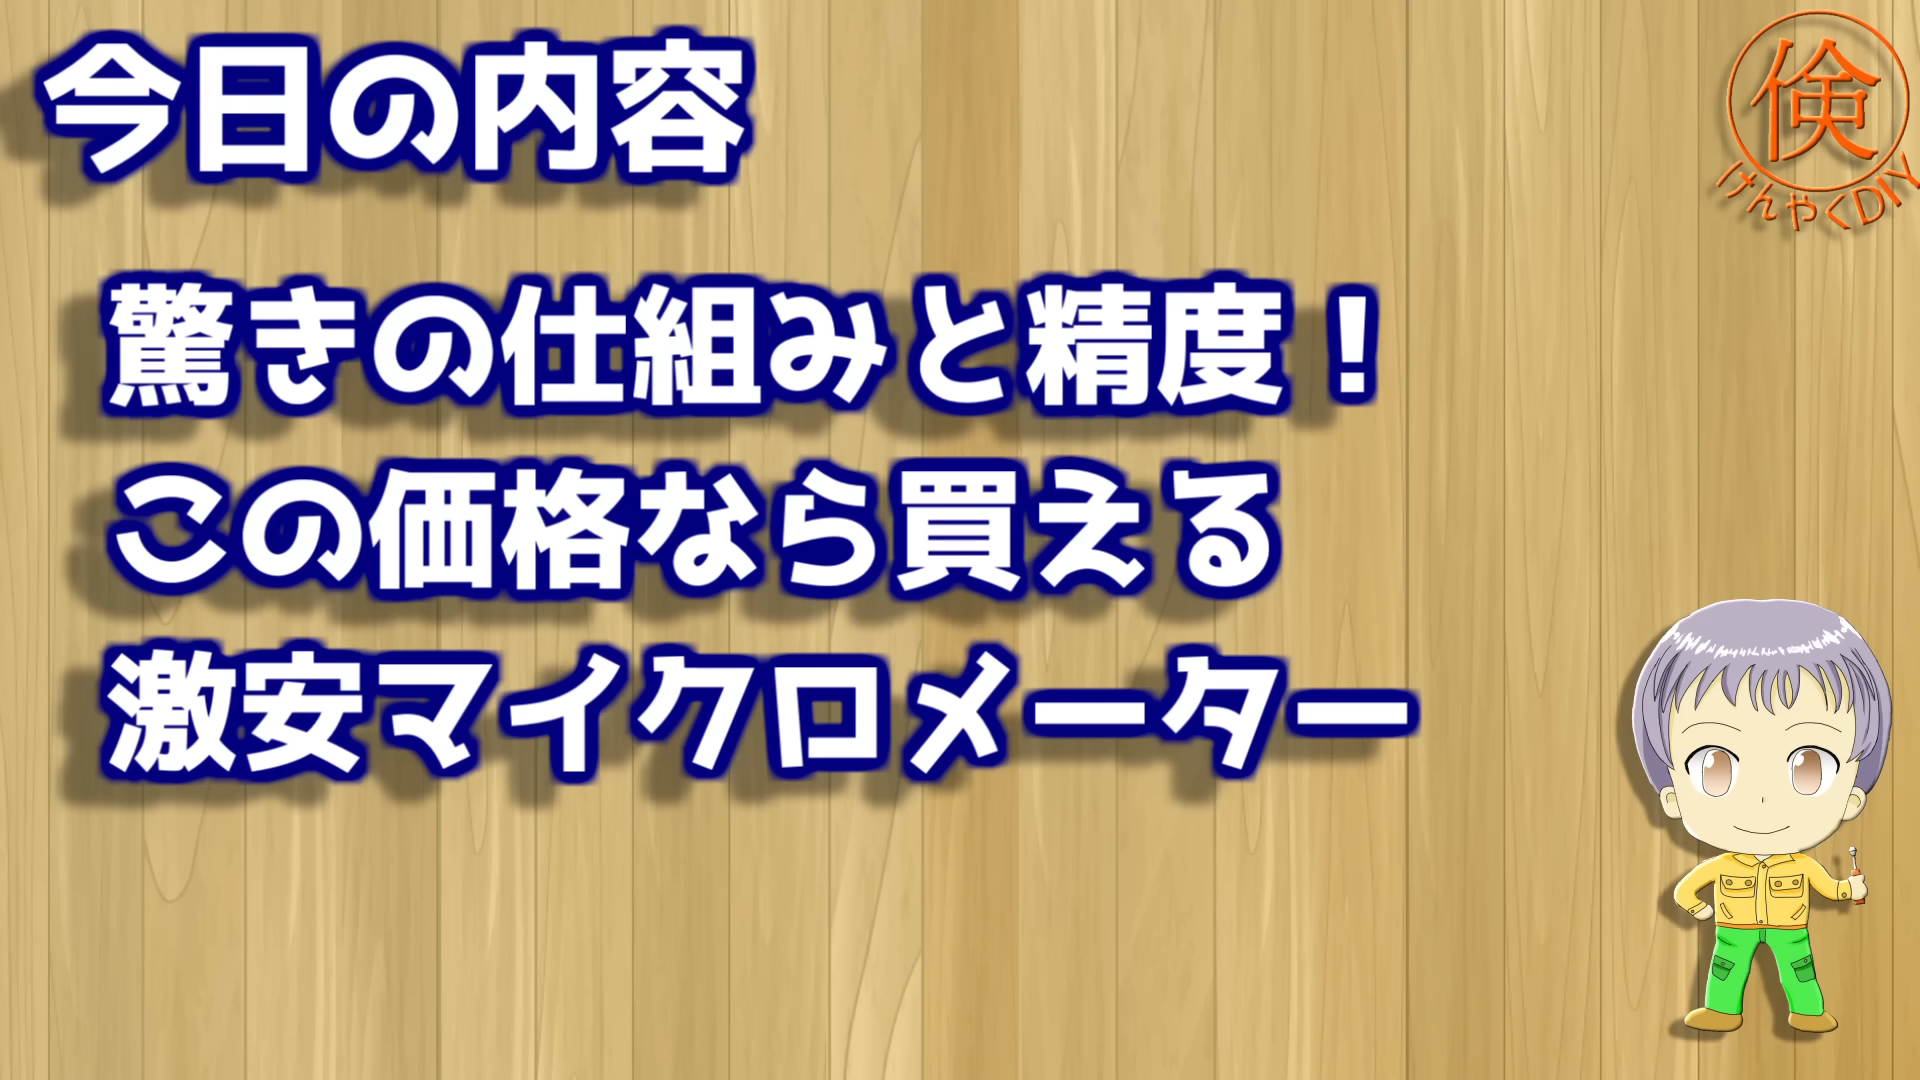 今日の内容
倹
けんやくDIY
驚きの仕組みと精度！
この価格なら買える
激安マイクロメーター